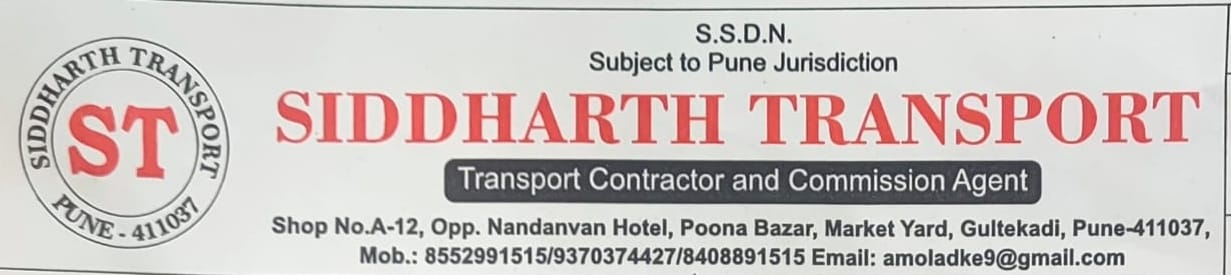 SIDDHARTH TRANSPORT
ST
PUNE - 411037
S.S.D.N.
Subject to Pune Jurisdiction
SIDDHARTH TRANSPORT
Transport Contractor and Commission Agent
Shop No.A-12, Opp. Nandanvan Hotel, Poona Bazar, Market Yard, Gultekadi, Pune-411037,
Mob.: 8552991515/9370374427/8408891515 Email: amoladke9@gmail.com